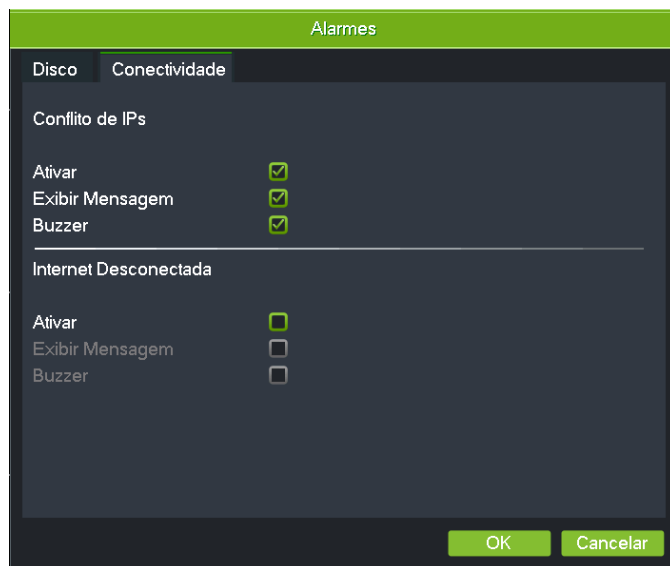 Alarmes
Disco Conectividade
Conflito de IPs
Ativar
Exibir Mensagem
Buzzer
Internet Desconectada
Ativar
Exibir Mensagem
Buzzer
OK Cancelar